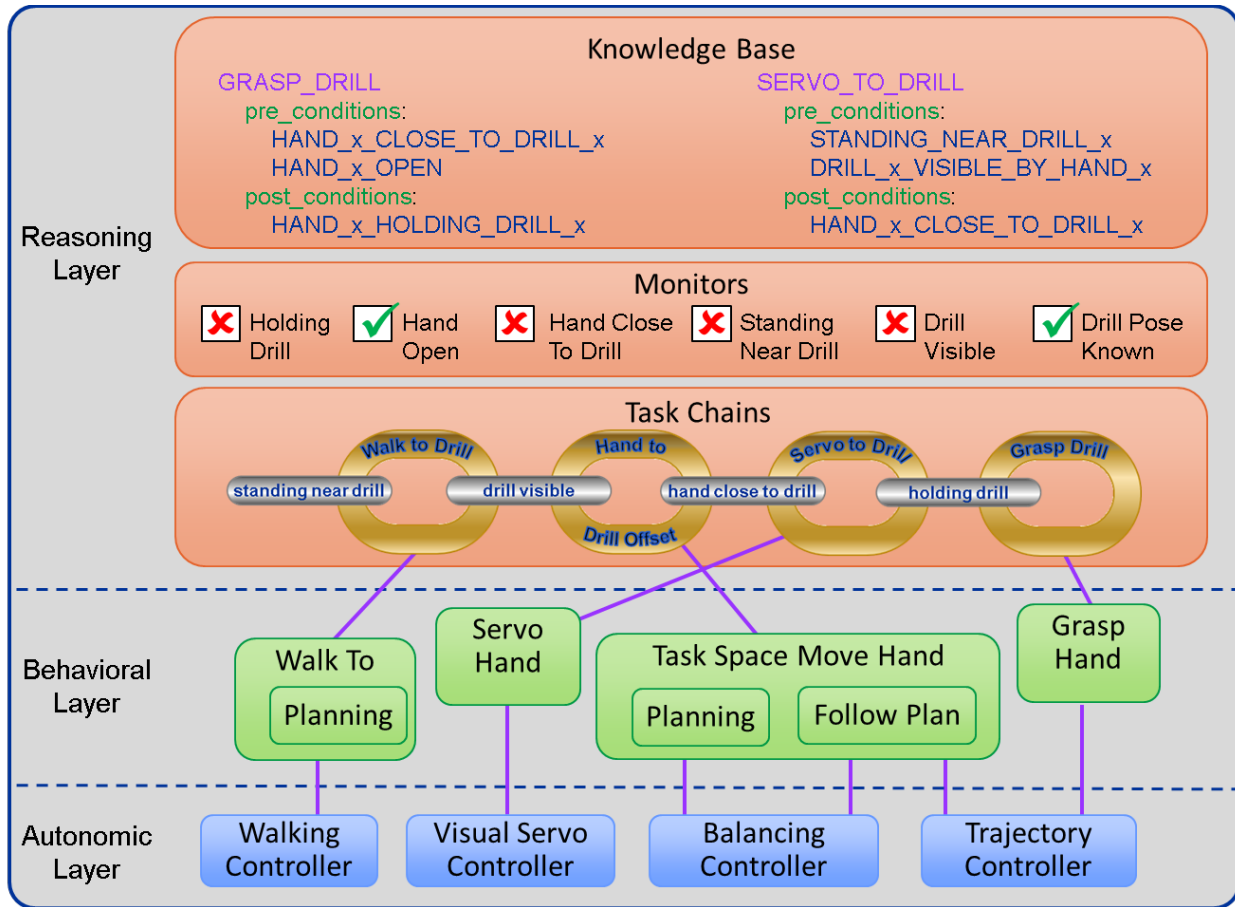 Knowledge Base
GRASP_DRILL
pre_conditions:
HAND_x_CLOSE_TO_DRILL_x
HAND_x_OPEN
post_conditions:
HAND_x_HOLDING_DRILL_x
SERVO_TO_DRILL
pre_conditions:
STANDING_NEAR_DRILL_x
DRILL_x_VISIBLE_BY_HAND_x
post_conditions:
HAND_x_CLOSE_TO_DRILL_x
Reasoning
Layer
Monitors
Holding
Drill
Hand
Open
Hand Close
To Drill
Standing
Near Drill
Drill
Visible
Drill Pose
Known
Task Chains
standing near drill
Walk to Drill
drill visible
Hand to
Drill Offset
hand close to drill
Servo to Drill
holding drill
Grasp Drill
Behavioral
Layer
Walk To
Planning
Servo
Hand
Task Space Move Hand
Planning
Follow Plan
Grasp
Hand
Autonomic
Layer
Walking
Controller
Visual Servo
Controller
Balancing
Controller
Trajectory
Controller